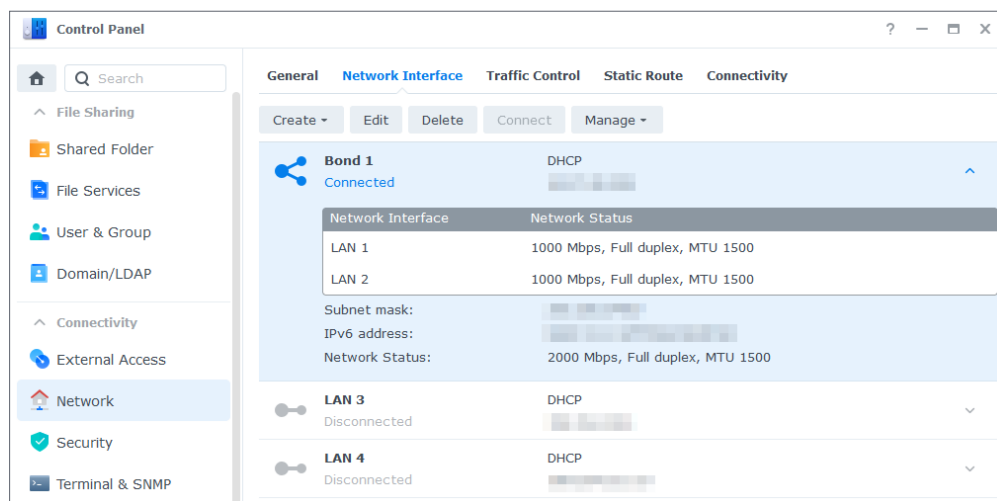 Control Panel
?
Search
General Network Interface Traffic Control Static Route Connectivity
File Sharing
Shared Folder
File Services
User & Group
Domain/LDAP
Connectivity
External Access
Network
Security
Terminal & SNMP
Create Edit Delete Connect Manage
Bond 1 DHCP
Connected
Network Interface Network Status
LAN 1 1000 Mbps, Full duplex, MTU 1500
LAN 2 1000 Mbps, Full duplex, MTU 1500
Subnet mask:
IPv6 address:
Network Status: 2000 Mbps, Full duplex, MTU 1500
LAN 3 DHCP
Disconnected
LAN 4 DHCP
Disconnected